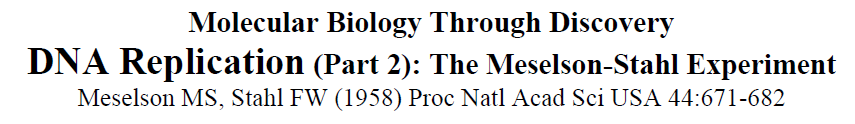 Molecular Biology Through Discovery
DNA Replication (Part 2): The Meselson-Stahl Experiment
Meselson MS, Stahl FW (1958) Proc Natl Acad Sci USA 44:671-682